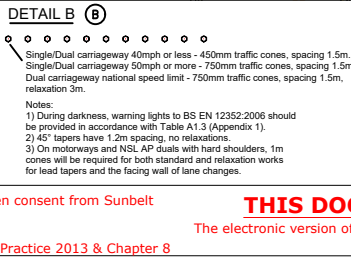 DETAIL B B
Single/Dual carriageway 40mph or less - 450mm traffic cones, spacing 1.5m.
Single/Dual carriageway 50mph or more - 750mm traffic cones, spacing 1.5m
Dual carriageway national speed limit - 750mm traffic cones, spacing 1.5m,
relaxation 3m.
Notes:
1) During darkness, warning lights to BS EN 12352:2006 should
be provided in accordance with Table A1.3 (Appendix 1).
2) 45° tapers have 1.2m spacing, no relaxations.
3) On motorways and NSL AP duals with hard shoulders, 1m
cones will be required for both standard and relaxation works
for lead tapers and the facing wall of lane changes.
en consent from Sunbelt
THIS DOC
The electronic version of
Practice 2013 & Chapter 8